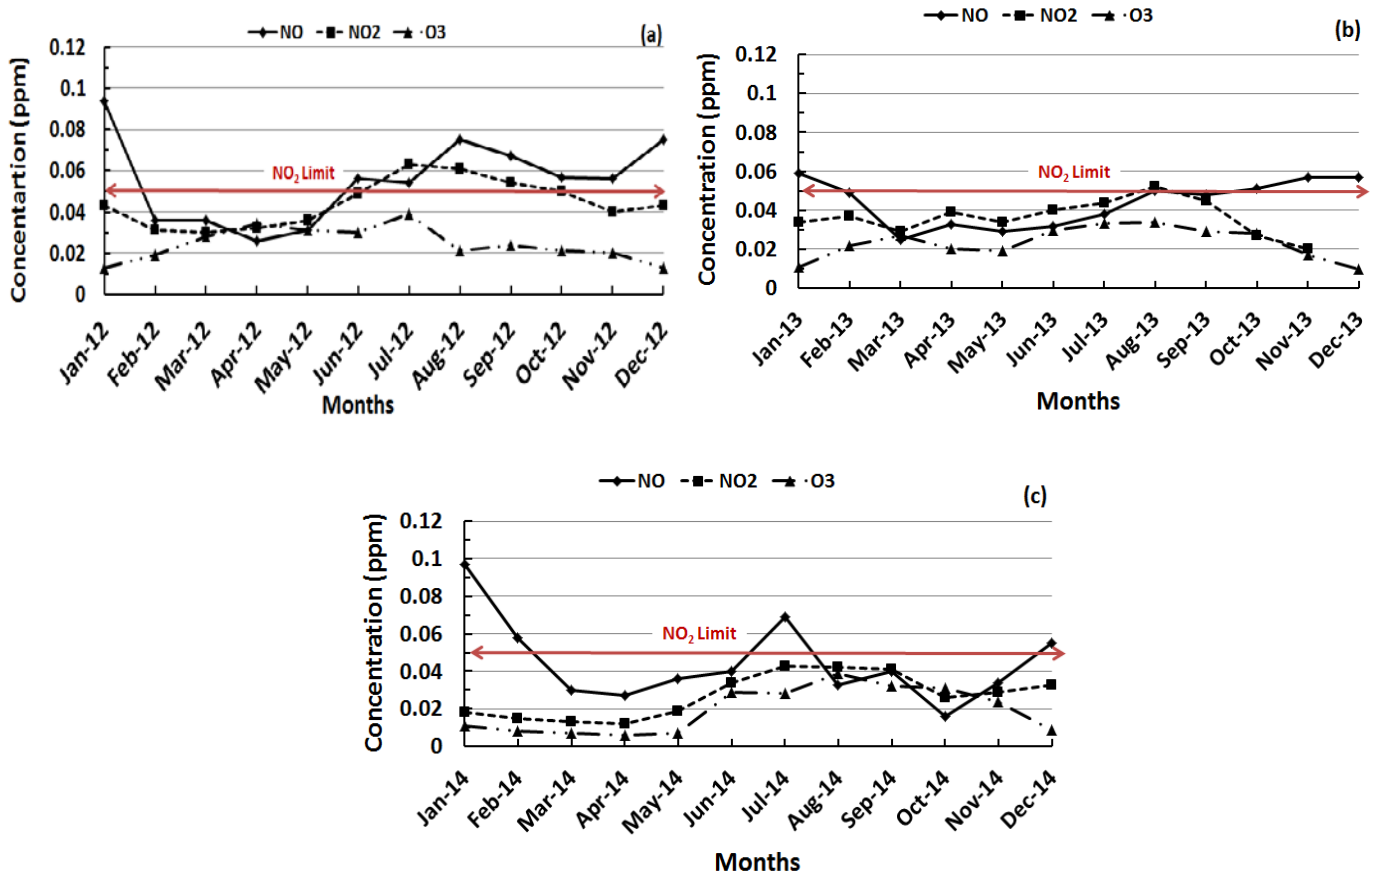 NO NO2 O3
(a)
Concentartion (ppm)
0.12
0.1
0.08
0.06
0.04
0.02
0
NO2 Limit
Jan-12
Feb-12
Mar-12
Apr-12
May-12
Jun-12
Jul-12
Aug-12
Sep-12
Oct-12
Nov-12
Dec-12
Months
NO NO2 O3
(b)
Concentration (ppm)
0.12
0.1
0.08
0.06
0.04
0.02
0
NO2 Limit
Jan-13
Feb-13
Mar-13
Apr-13
May-13
Jun-13
Jul-13
Aug-13
Sep-13
Oct-13
Nov-13
Dec-13
Months
NO NO2 O3
(c)
Concentration (ppm)
0.12
0.1
0.08
0.06
0.04
0.02
0
NO2 Limit
Jan-14
Feb-14
Mar-14
Apr-14
May-14
Jun-14
Jul-14
Aug-14
Sep-14
Oct-14
Nov-14
Dec-14
Months